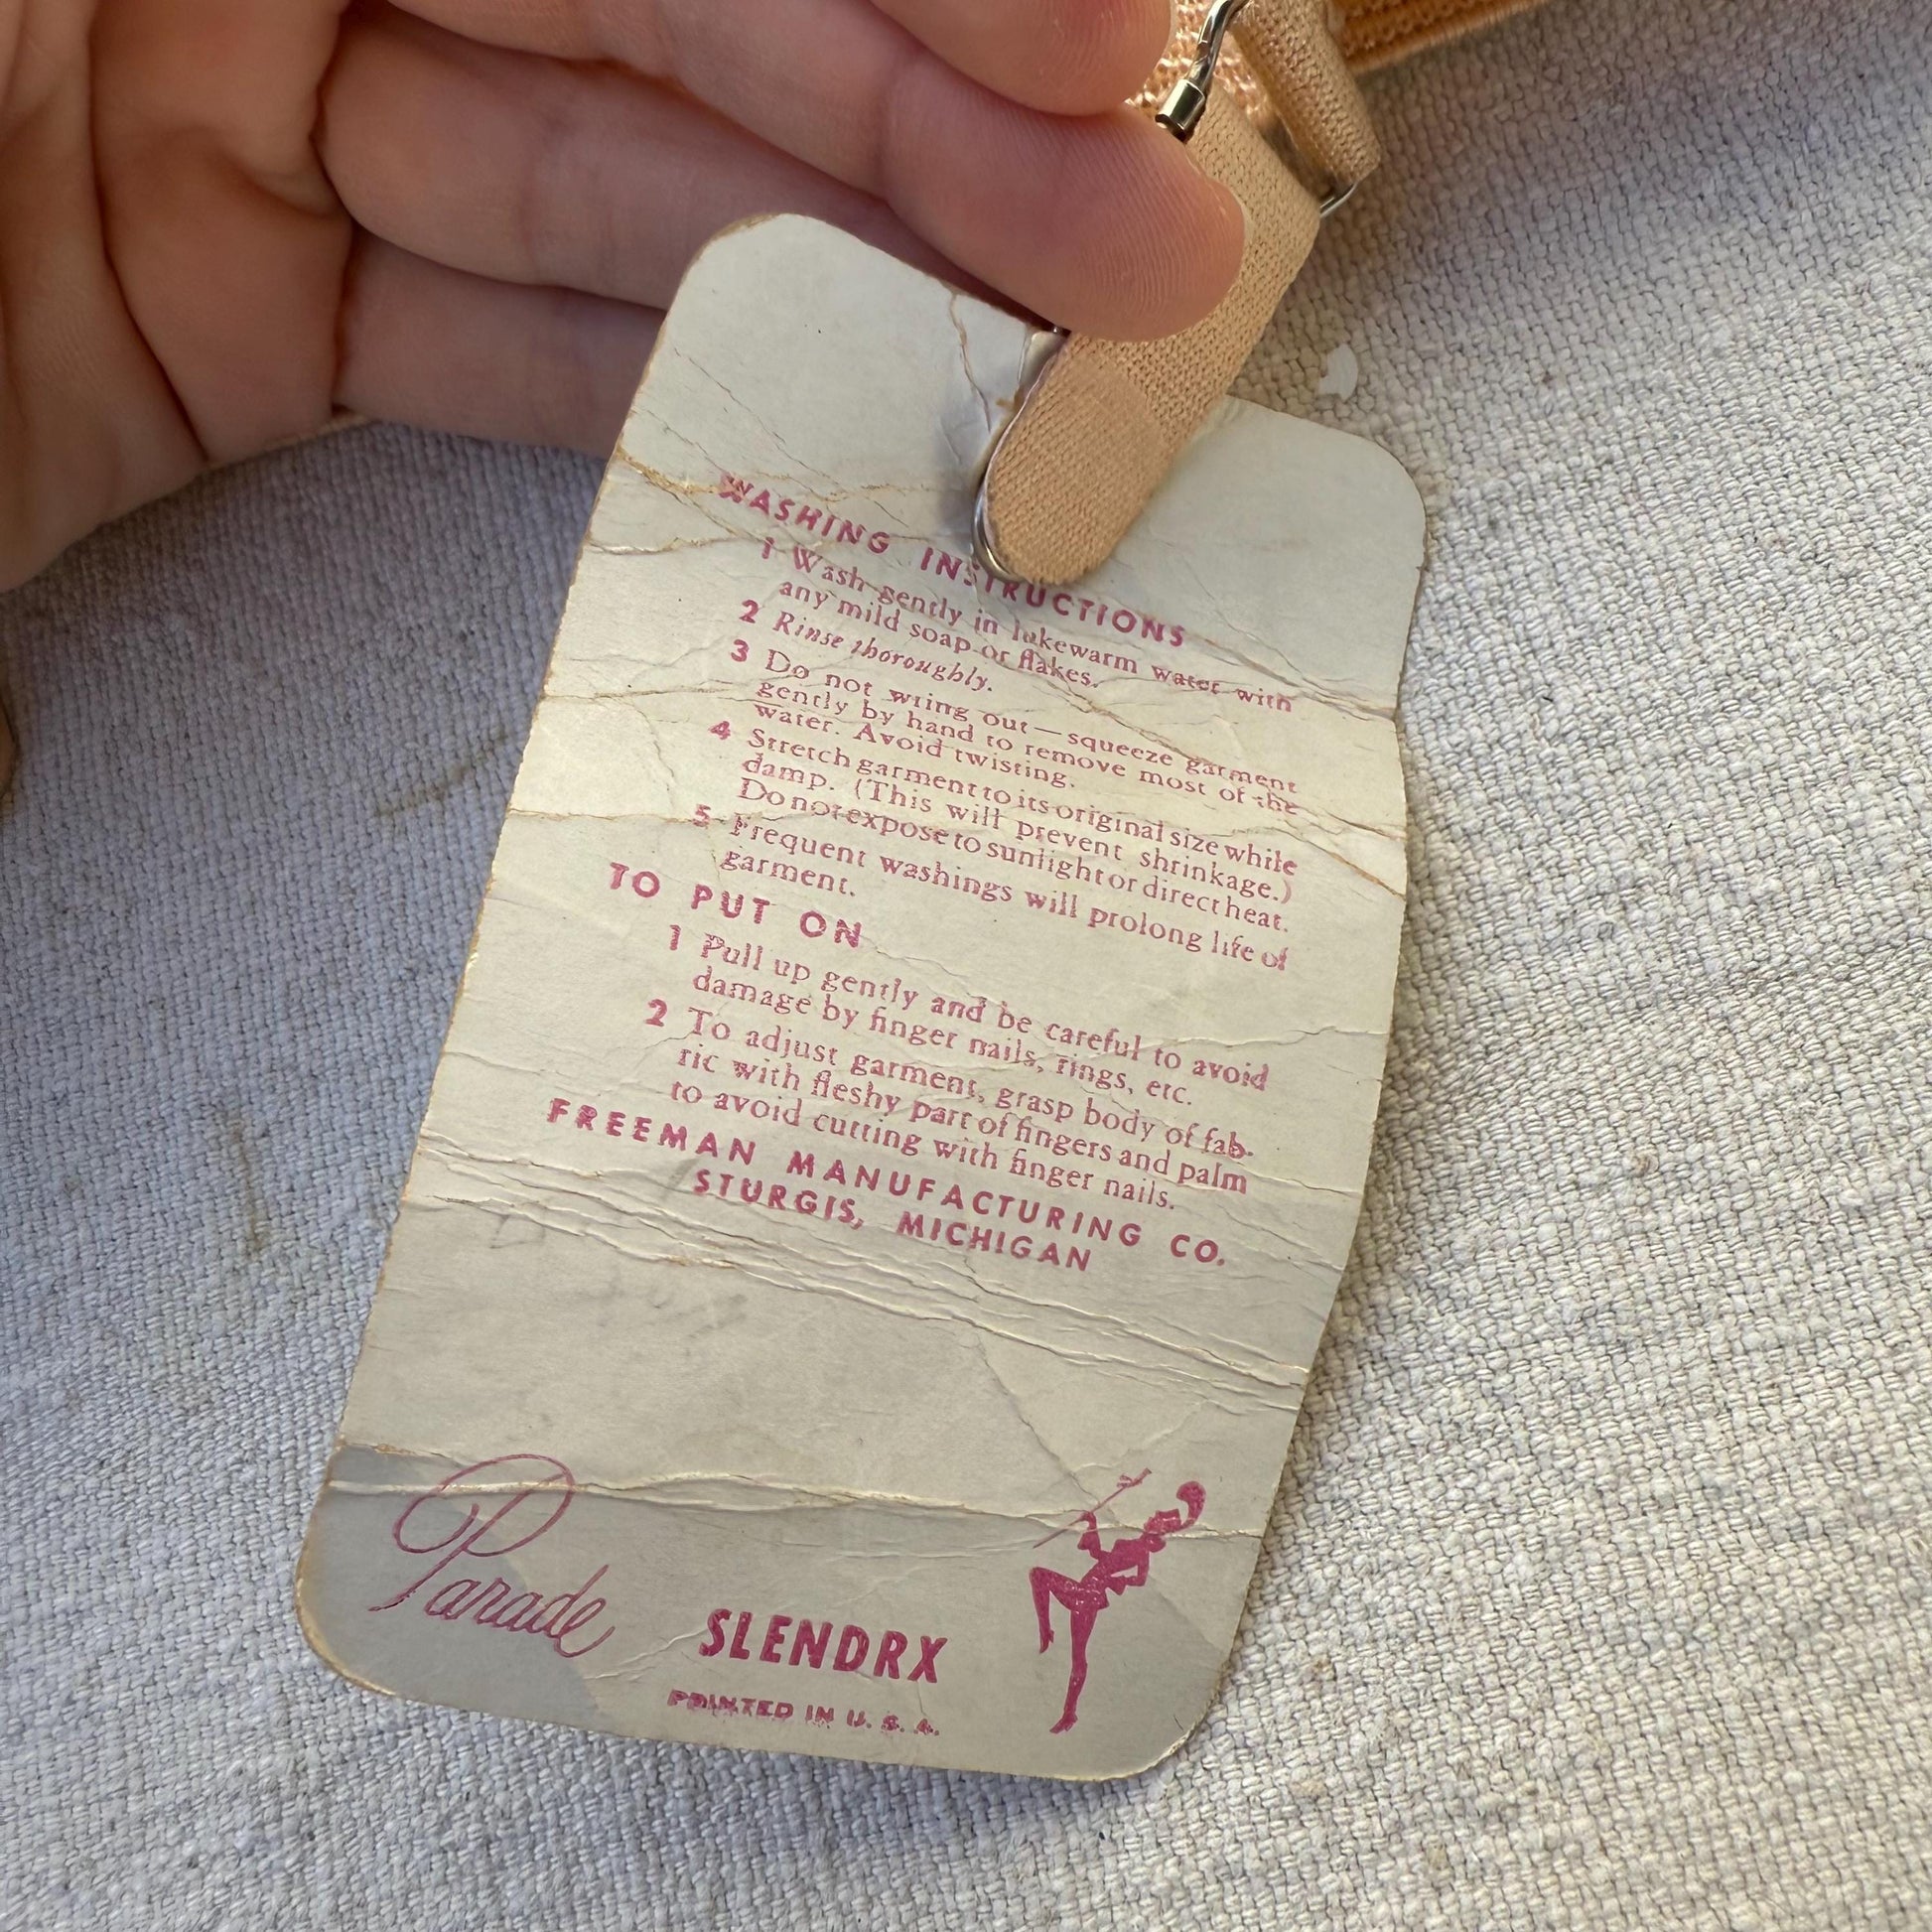 WASHING INSTRUCTIONS
1 Wash gently in lukewarm water with
any mild soap or flakes.
2 Rinse thoroughly.
3 Do not wring out—squeeze garment
gently by hand to remove most of the
water. Avoid twisting.
4 Stretch garment to its original size while
damp. (This will prevent shrinkage.)
Do not expose to sunlight or direct heat.
5 Frequent washings will prolong life of
garment.
TO PUT ON
1 Pull up gently and be careful to avoid
damage by finger nails, rings, etc.
2 To adjust garment, grasp body of fab-
ric with fleshy part of fingers and palm
to avoid cutting with finger nails.
FREEMAN MANUFACTURING CO.
STURGIS, MICHIGAN
Parade
SLENDRX
PRINTED IN U. S. A.